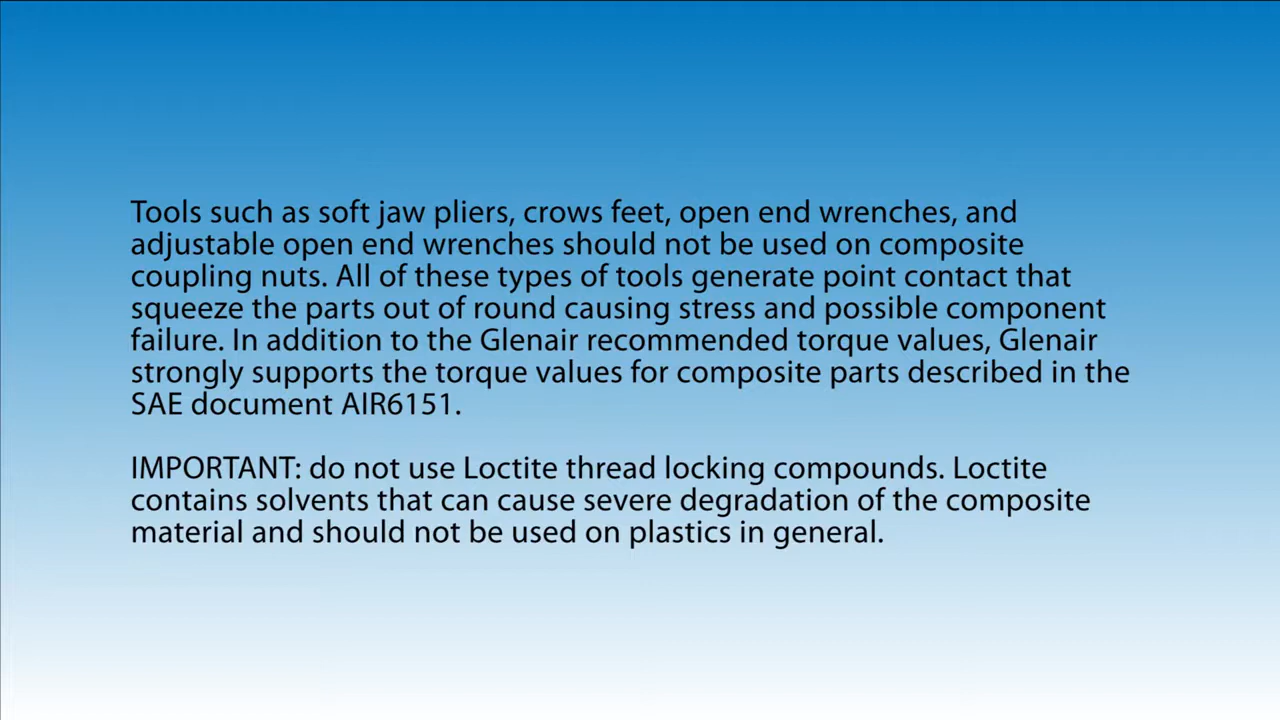 Tools such as soft jaw pliers, crows feet, open end wrenches, and
adjustable open end wrenches should not be used on composite
coupling nuts. All of these types of tools generate point contact that
squeeze the parts out of round causing stress and possible component
failure. In addition to the Glenair recommended torque values, Glenair
strongly supports the torque values for composite parts described in the
SAE document AIR6151.
IMPORTANT: do not use Loctite thread locking compounds. Loctite
contains solvents that can cause severe degradation of the composite
material and should not be used on plastics in general.